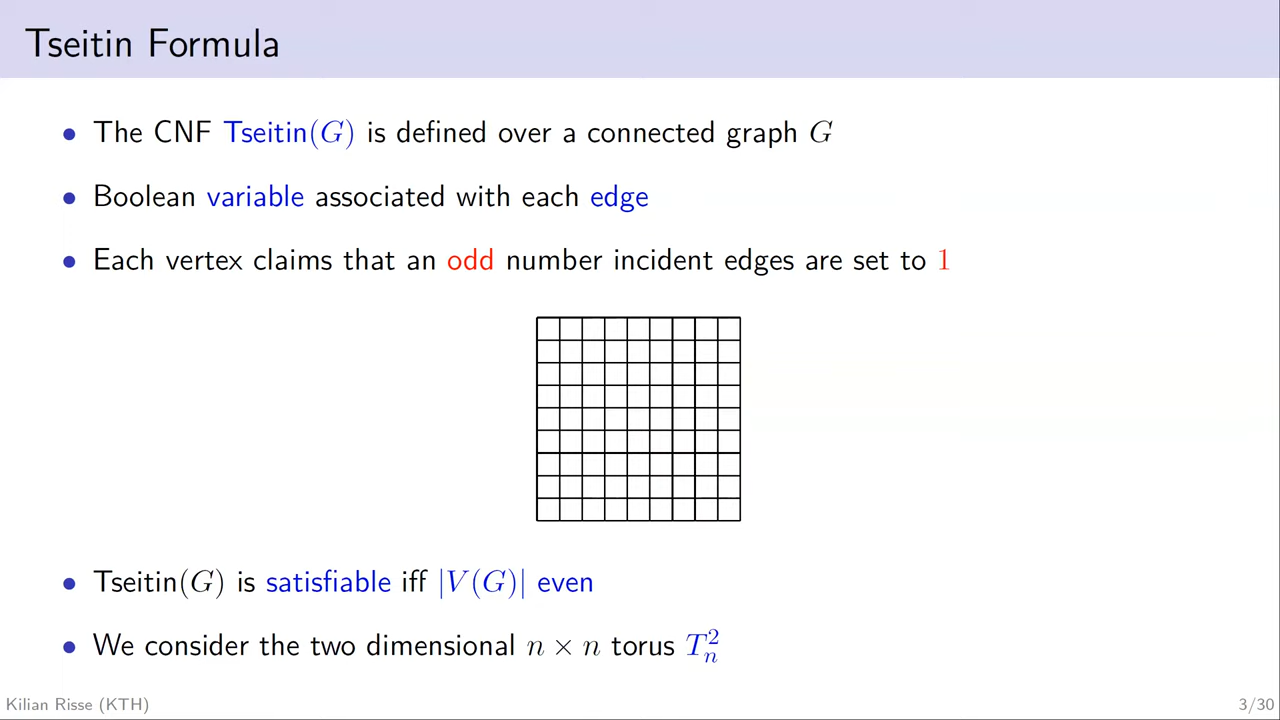 Tseitin Formula
• The CNF Tseitin(G) is defined over a connected graph G
• Boolean variable associated with each edge
• Each vertex claims that an odd number incident edges are set to 1
• Tseitin(G) is satisfiable iff |V(G)| even
• We consider the two dimensional n × n torus T²ₙ
Kilian Risse (KTH)
3/30